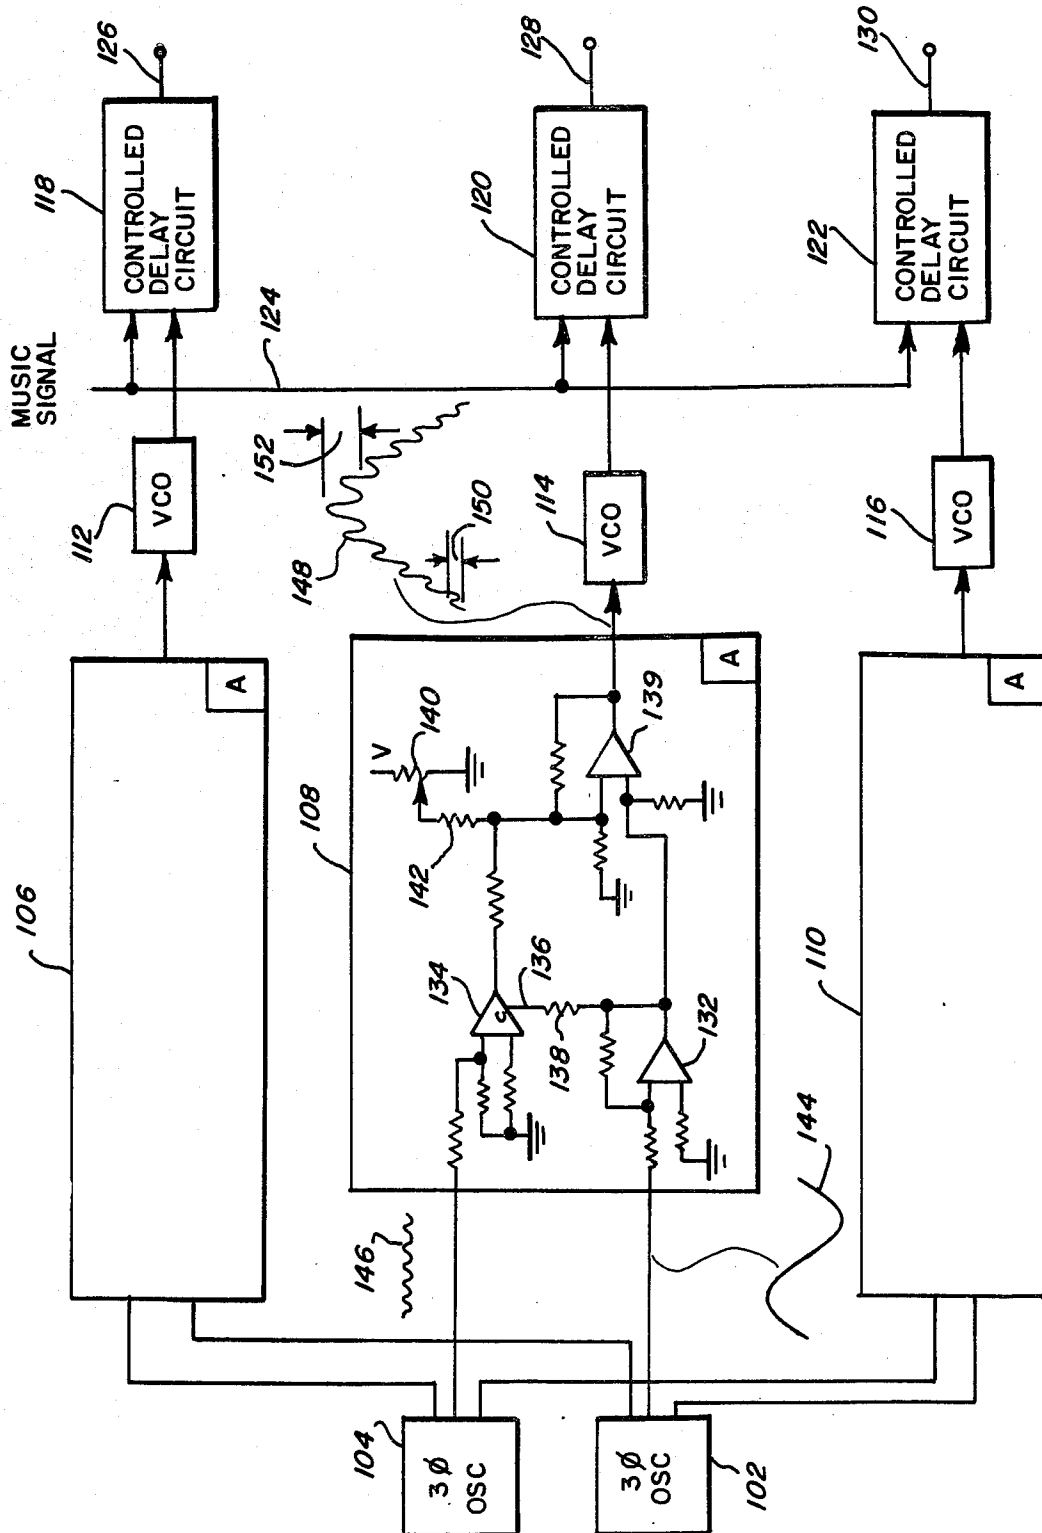 MUSIC
SIGNAL
118
CONTROLLED
DELAY
CIRCUIT
126
112
VCO
124
106
A
148
152
150
120
CONTROLLED
DELAY
CIRCUIT
128
114
VCO
108
V
140
142
139
134
C
136
138
132
A
146
144
104
3Ø
OSC
102
3Ø
OSC
110
A
116
VCO
122
CONTROLLED
DELAY
CIRCUIT
130